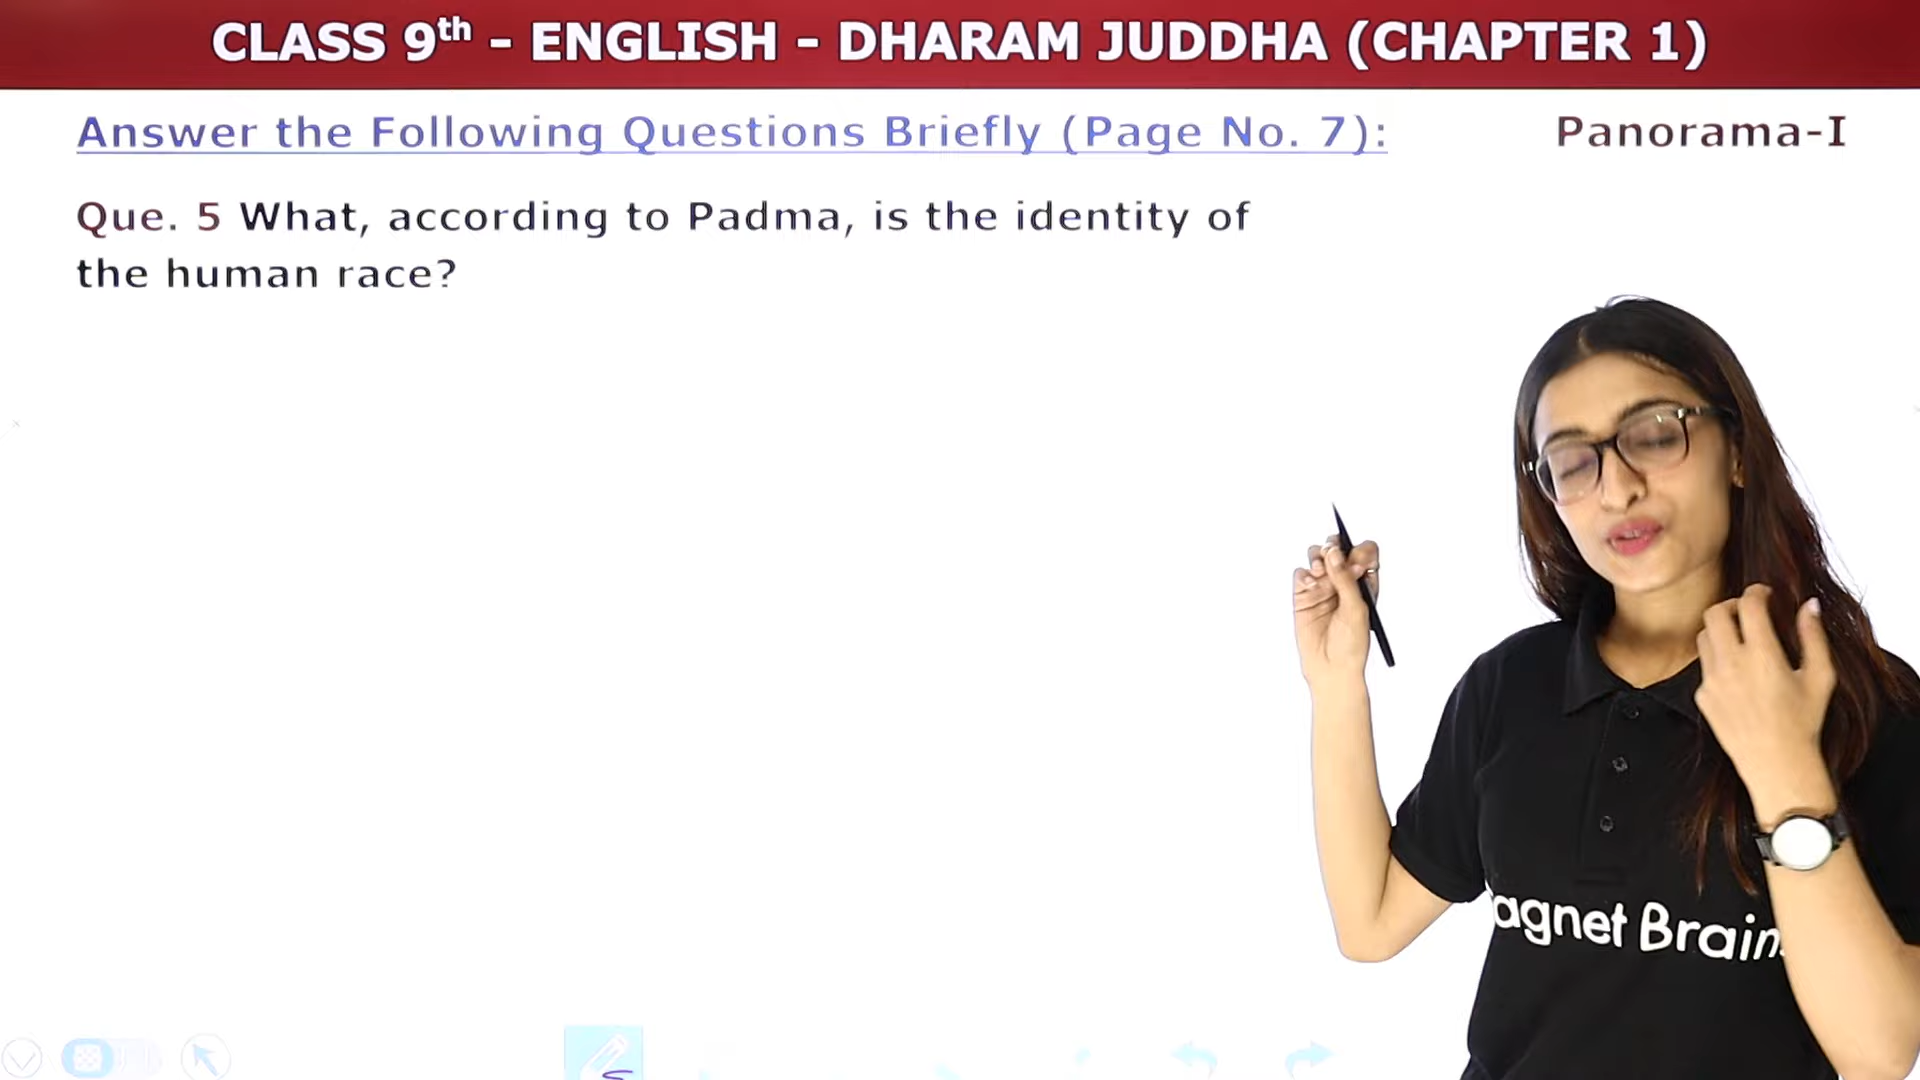 CLASS 9th - ENGLISH - DHARAM JUDDHA (CHAPTER 1)
Answer the Following Questions Briefly (Page No. 7): Panorama-I
Que. 5 What, according to Padma, is the identity of
the human race?
agnet Brain